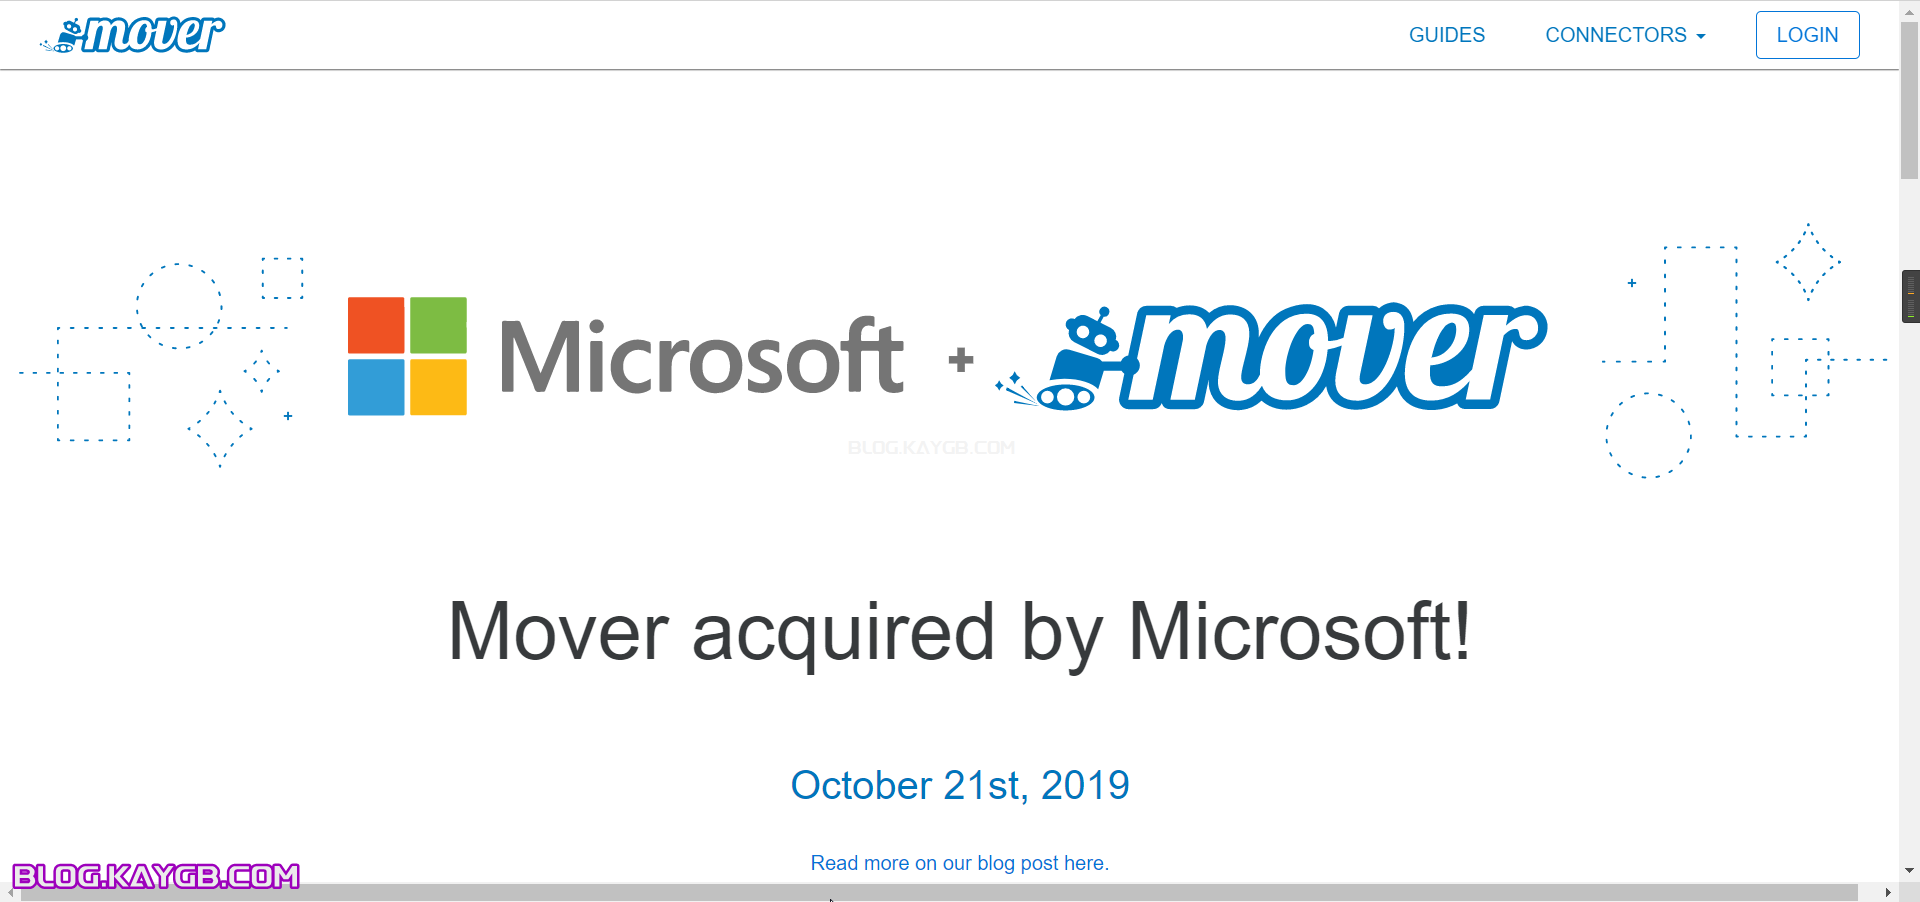 mover
GUIDES
CONNECTORS
LOGIN
Microsoft + mover
BLOG.KAYGB.COM
Mover acquired by Microsoft!
October 21st, 2019
Read more on our blog post here.
BLOG.KAYGB.COM